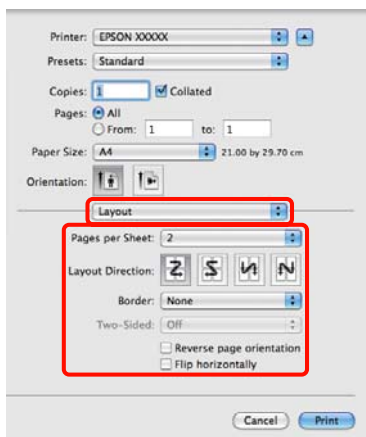 Printer: EPSON XXXXX
Presets: Standard
Copies: 1 Collated
Pages: All
From: 1 to: 1
Paper Size: A4 21.00 by 29.70 cm
Orientation:
Layout
Pages per Sheet: 2
Layout Direction:
Border: None
Two-Sided: Off
Reverse page orientation
Flip horizontally
Cancel Print